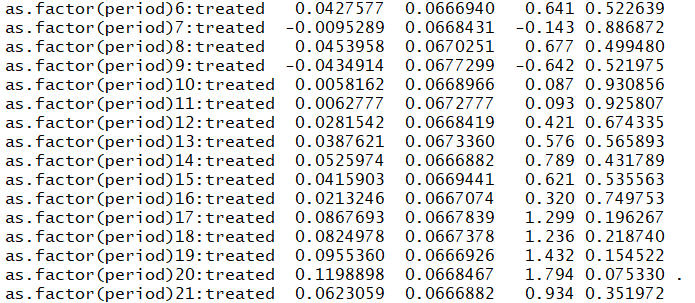 as.factor(period)6:treated 0.0427577 0.0666940 0.641 0.522639
as.factor(period)7:treated -0.0095289 0.0668431 -0.143 0.886872
as.factor(period)8:treated 0.0453958 0.0670251 0.677 0.499480
as.factor(period)9:treated -0.0434914 0.0677299 -0.642 0.521975
as.factor(period)10:treated 0.0058162 0.0668966 0.087 0.930856
as.factor(period)11:treated 0.0062777 0.0672777 0.093 0.925807
as.factor(period)12:treated 0.0281542 0.0668419 0.421 0.674335
as.factor(period)13:treated 0.0387621 0.0673360 0.576 0.565893
as.factor(period)14:treated 0.0525974 0.0666882 0.789 0.431789
as.factor(period)15:treated 0.0415903 0.0669441 0.621 0.535563
as.factor(period)16:treated 0.0213246 0.0667074 0.320 0.749753
as.factor(period)17:treated 0.0867693 0.0667839 1.299 0.196267
as.factor(period)18:treated 0.0824978 0.0667378 1.236 0.218740
as.factor(period)19:treated 0.0955360 0.0666926 1.432 0.154522
as.factor(period)20:treated 0.1198898 0.0668467 1.794 0.075330 .
as.factor(period)21:treated 0.0623059 0.0666882 0.934 0.351972